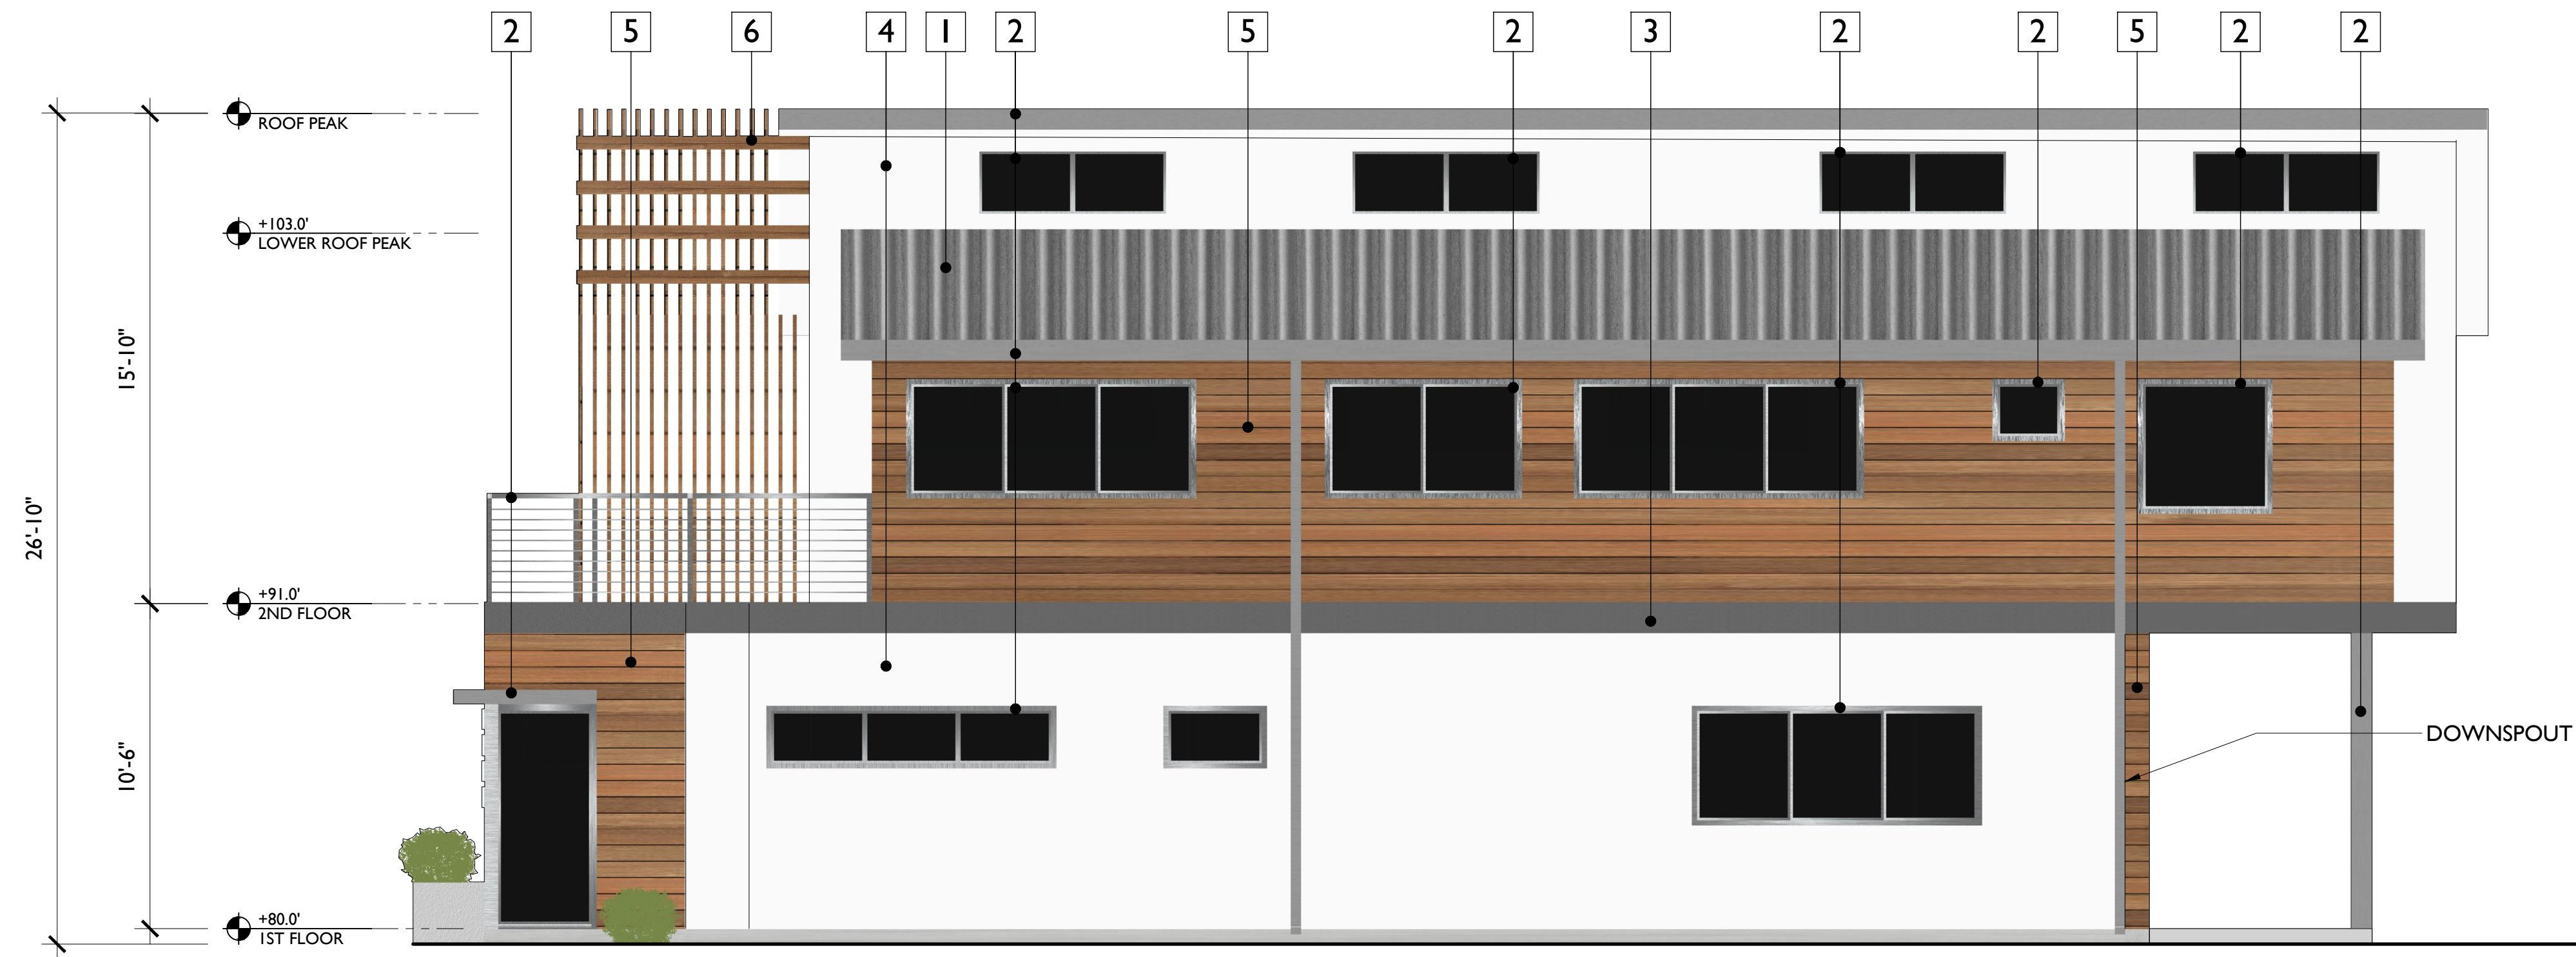 2 5 6 4 1 2 5 2 3 2 2 5 2 2
ROOF PEAK
+103.0'
LOWER ROOF PEAK
15'-10"
26'-10"
+91.0'
2ND FLOOR
10'-6"
DOWNSPOUT
+80.0'
1ST FLOOR